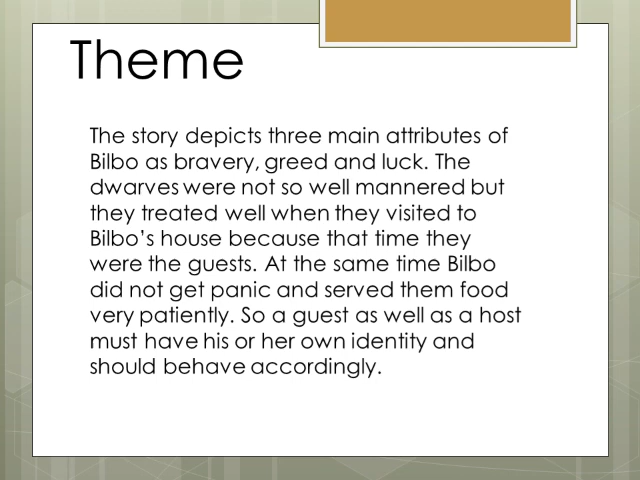 Theme
The story depicts three main attributes of
Bilbo as bravery, greed and luck. The
dwarves were not so well mannered but
they treated well when they visited to
Bilbo’s house because that time they
were the guests. At the same time Bilbo
did not get panic and served them food
very patiently. So a guest as well as a host
must have his or her own identity and
should behave accordingly.